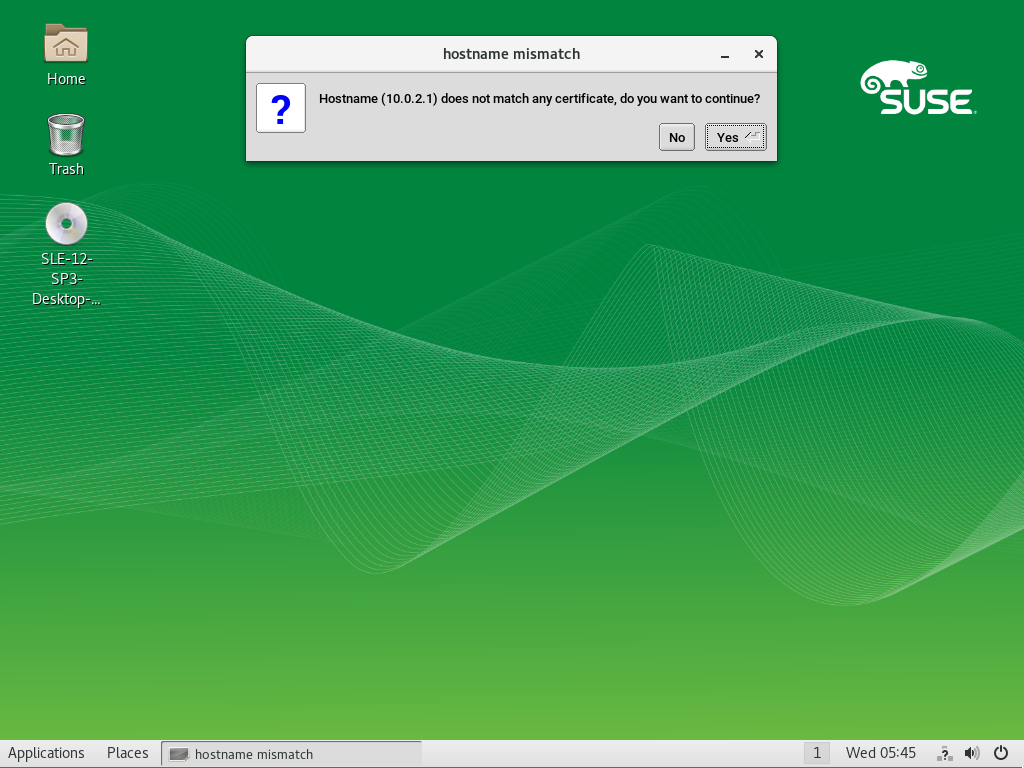 hostname mismatch
Home
?
Hostname (10.0.2.1) does not match any certificate, do you want to continue?
SUSE
No
Yes
Trash
SLE-12-
SP3-
Desktop-...
Applications
Places
hostname mismatch
1
Wed 05:45
?